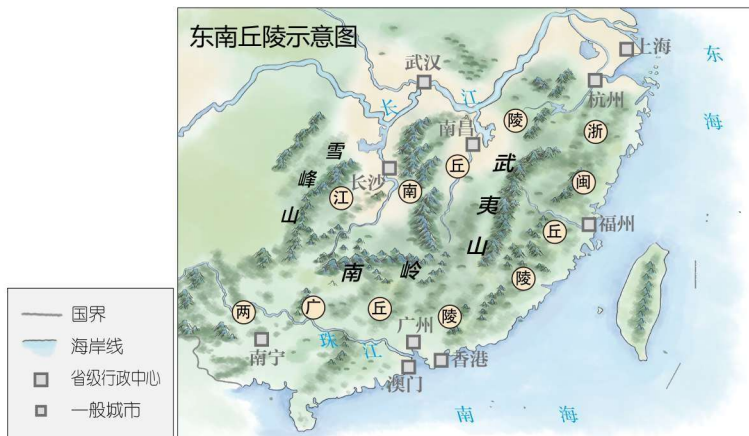 东南丘陵示意图
上海
东海
武汉
长江
杭州
陵
南昌
浙
雪峰山
丘
武夷山
长沙
江
南
闽
丘
福州
南岭
陵
两
广
丘
陵
珠江
广州
南宁
香港
澳门
南海
国界
海岸线
省级行政中心
一般城市